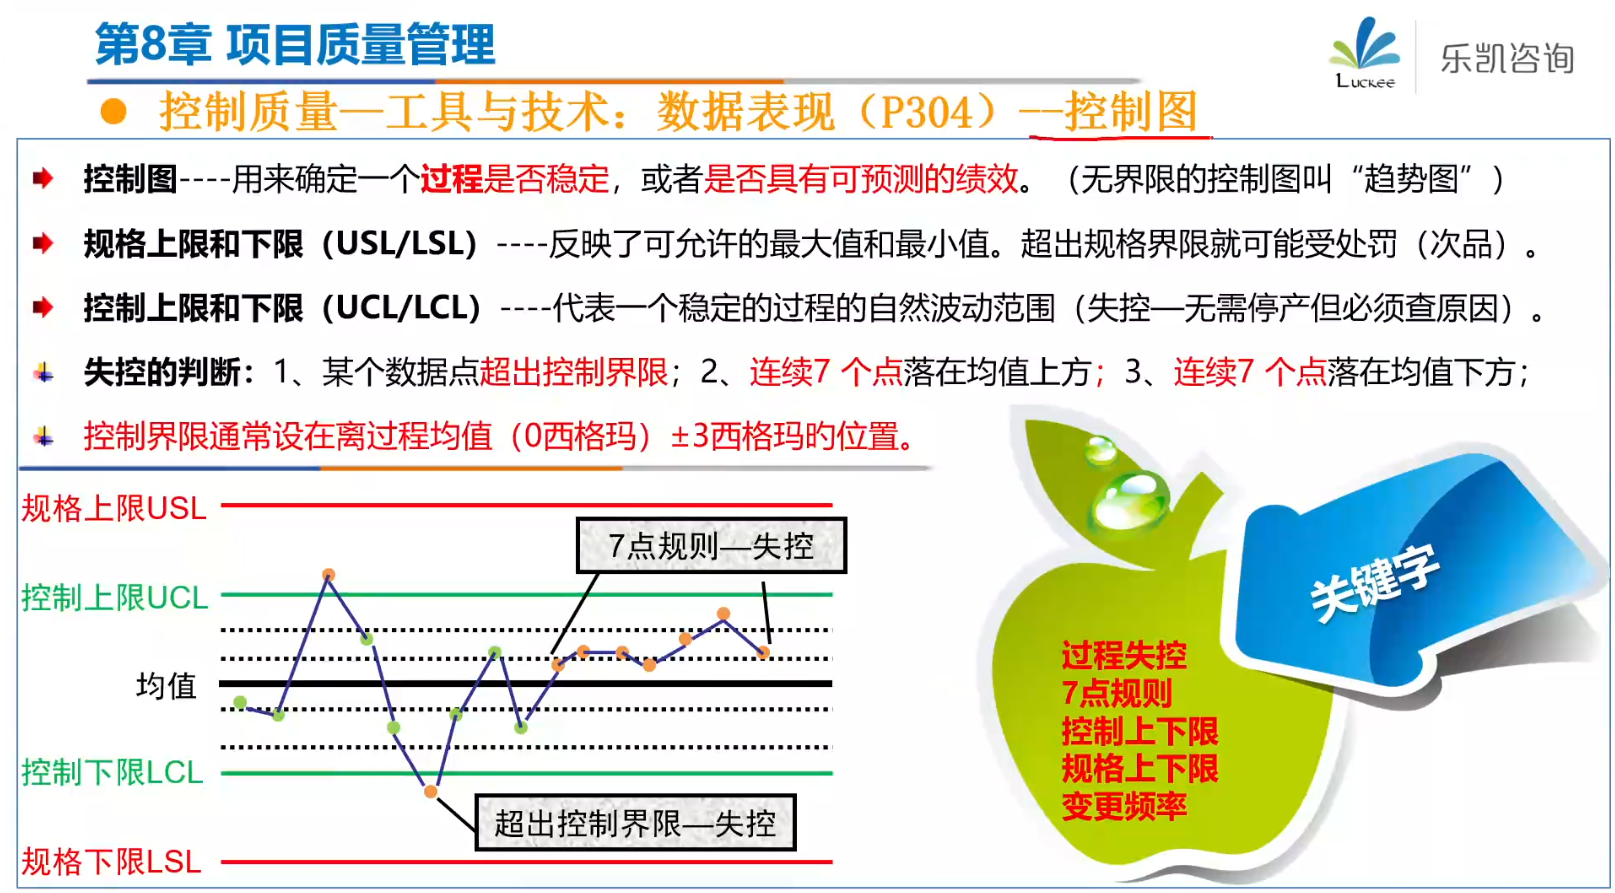 第8章 项目质量管理
LUCKEE
乐凯咨询
● 控制质量—工具与技术：数据表现（P304）--控制图
控制图----用来确定一个过程是否稳定，或者是否具有可预测的绩效。（无界限的控制图叫“趋势图”）
规格上限和下限（USL/LSL）----反映了可允许的最大值和最小值。超出规格界限就可能受处罚（次品）。
控制上限和下限（UCL/LCL）----代表一个稳定的过程的自然波动范围（失控—无需停产但必须查原因）。
失控的判断：1、某个数据点超出控制界限；2、连续7 个点落在均值上方；3、连续7 个点落在均值下方；
控制界限通常设在离过程均值（0西格玛）±3西格玛的位置。
规格上限USL
7点规则—失控
控制上限UCL
均值
控制下限LCL
超出控制界限—失控
规格下限LSL
关键字
过程失控
7点规则
控制上下限
规格上下限
变更频率